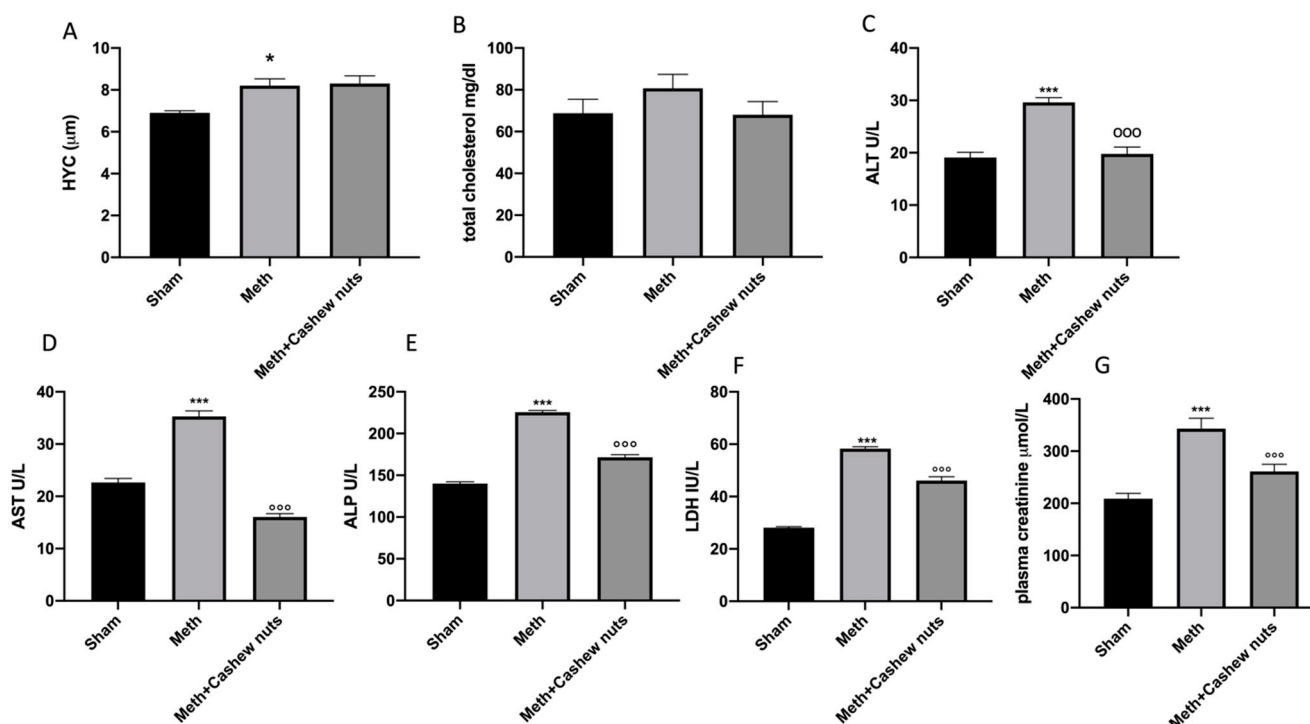 A
HYC (μm)
10
8
6
4
2
0
*
Sham
Meth
Meth+Cashew nuts
B
total cholesterol mg/dl
100
80
60
40
20
0
Sham
Meth
Meth+Cashew nuts
C
ALT U/L
40
30
20
10
0
***
OOO
Sham
Meth
Meth+Cashew nuts
D
AST U/L
40
30
20
10
0
***
°°°
Sham
Meth
Meth+Cashew nuts
E
ALP U/L
250
200
150
100
50
0
***
°°°
Sham
Meth
Meth+Cashew nuts
F
LDH IU/L
80
60
40
20
0
***
°°°
Sham
Meth
Meth+Cashew nuts
G
plasma creatinine μmol/L
400
300
200
100
0
***
°°°
Sham
Meth
Meth+Cashew nuts